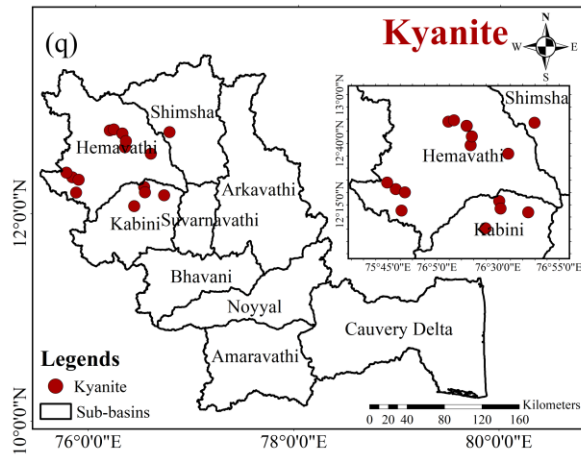 (q)
Kyanite
N
W E
S
Shimsha
Hemavathi
Arkavathi
Kabini
Suvarnavathi
Bhavani
Noyyal
Cauvery Delta
Amaravathi
13°0'0"N
12°40'0"N
12°15'0"N
Shimsha
Hemavathi
Kabini
75°45'0"E 76°5'0"E 76°30'0"E 76°55'0"E
12°0'0"N
10°0'0"N
Legends
Kyanite
Sub-basins
Kilometers
0 20 40 80 120 160
76°0'0"E 78°0'0"E 80°0'0"E